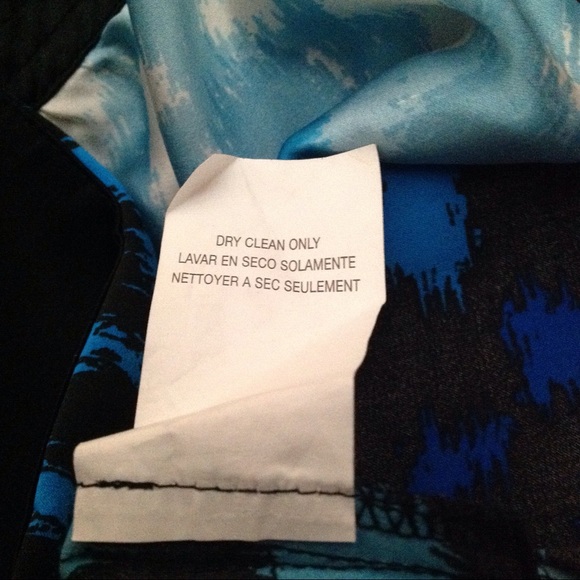 DRY CLEAN ONLY
LAVAR EN SECO SOLAMENTE
NETTOYER A SEC SEULEMENT